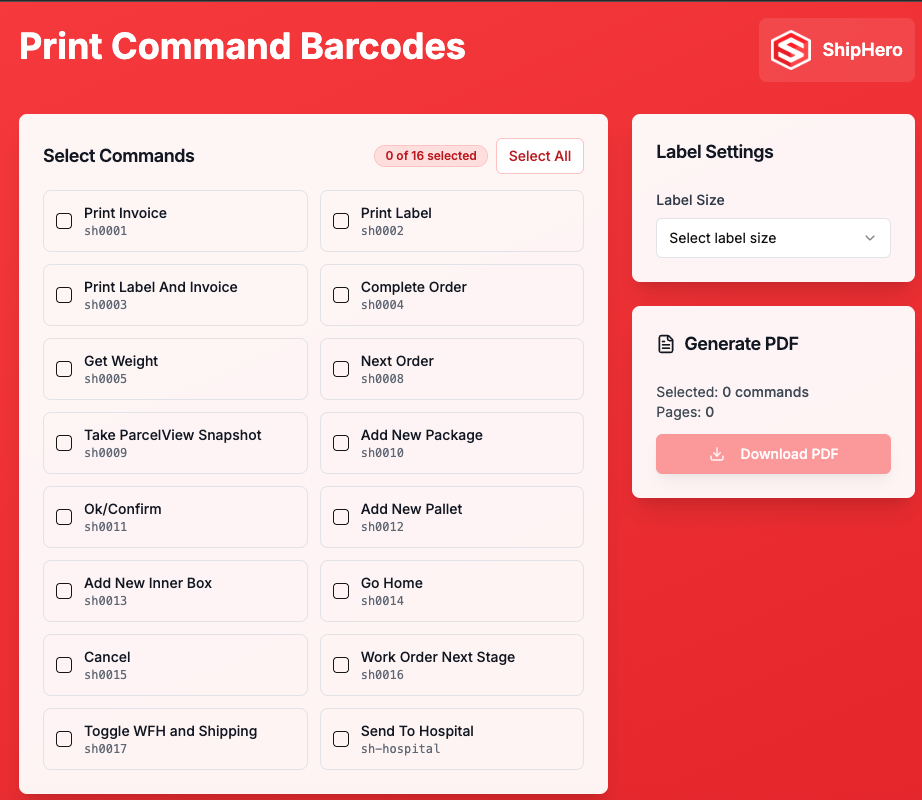 Print Command Barcodes
ShipHero
Select Commands
0 of 16 selected
Select All
Print Invoice
sh0001
Print Label
sh0002
Print Label And Invoice
sh0003
Complete Order
sh0004
Get Weight
sh0005
Next Order
sh0008
Take ParcelView Snapshot
sh0009
Add New Package
sh0010
Ok/Confirm
sh0011
Add New Pallet
sh0012
Add New Inner Box
sh0013
Go Home
sh0014
Cancel
sh0015
Work Order Next Stage
sh0016
Toggle WFH and Shipping
sh0017
Send To Hospital
sh-hospital
Label Settings
Label Size
Select label size
Generate PDF
Selected: 0 commands
Pages: 0
Download PDF